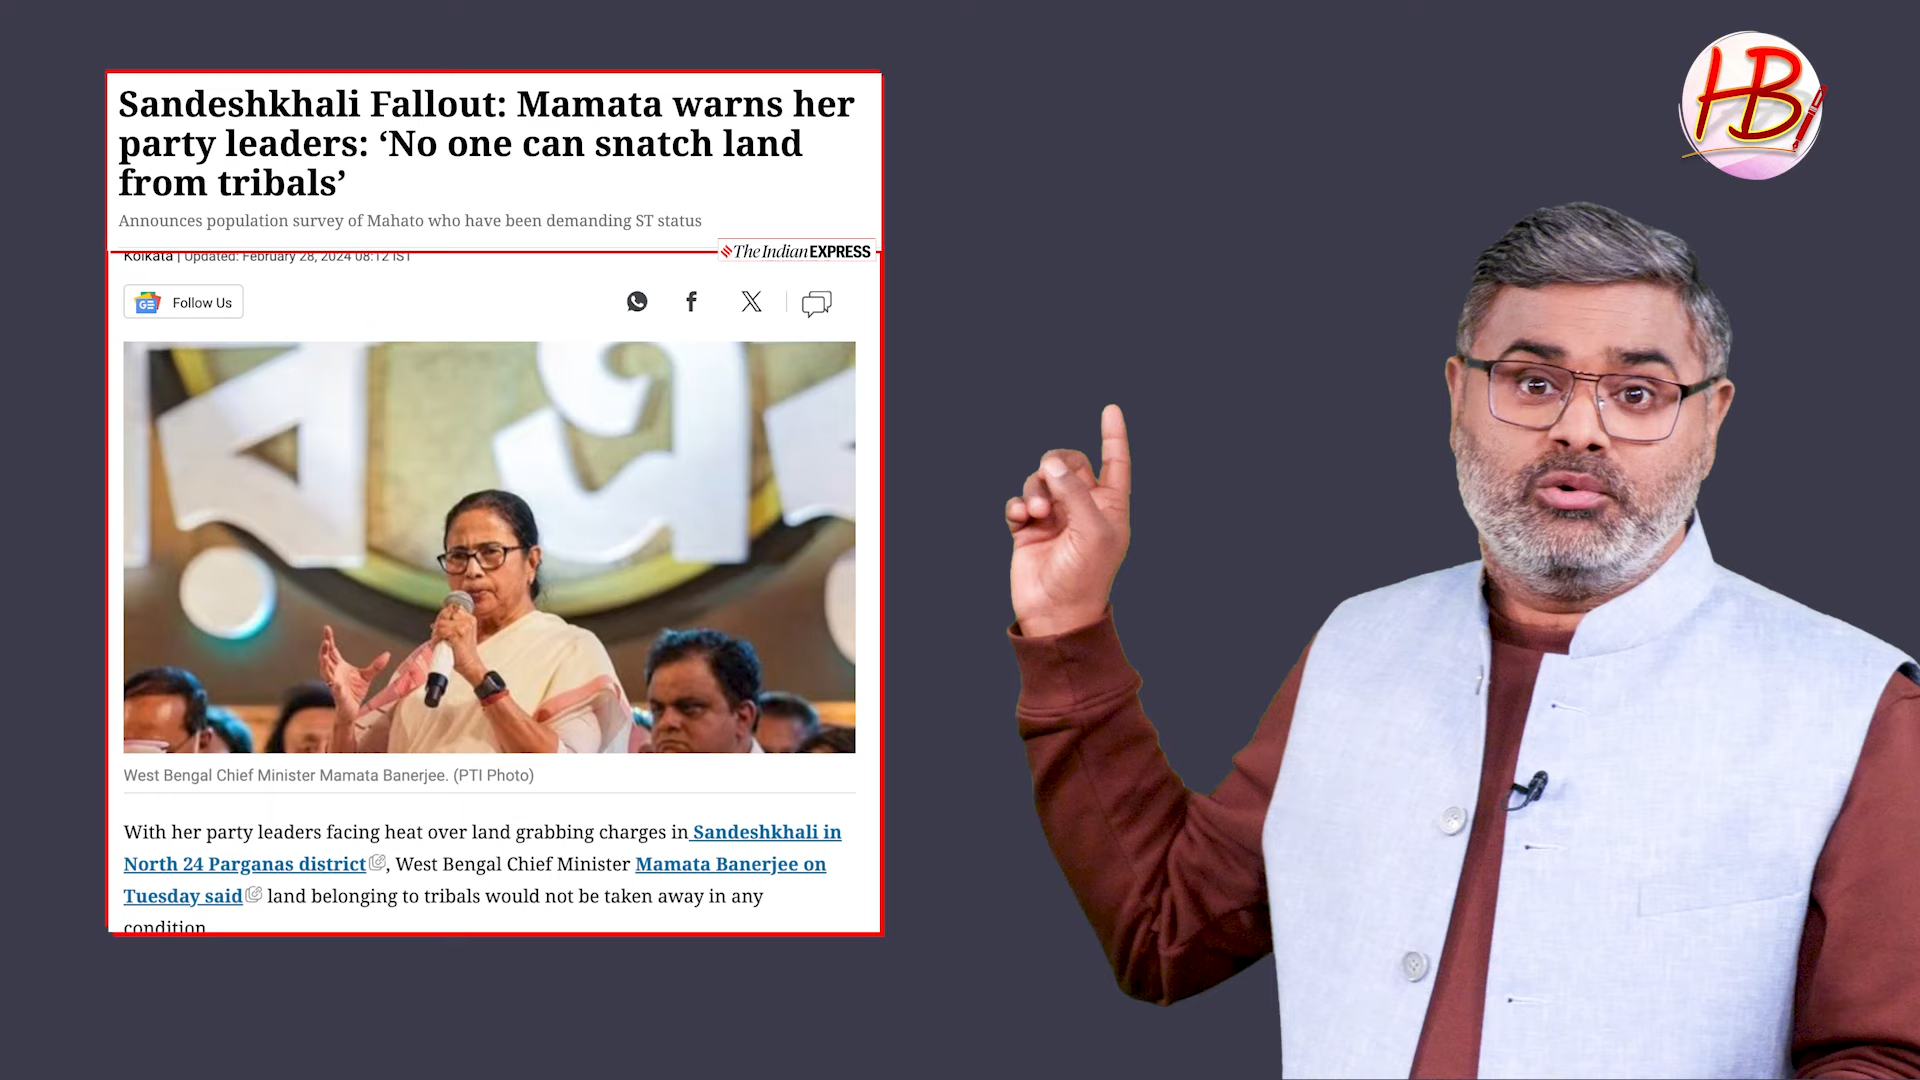 HB
Sandeshkhali Fallout: Mamata warns her
party leaders: ‘No one can snatch land
from tribals’
Announces population survey of Mahato who have been demanding ST status
The Indian EXPRESS
Kolkata | Updated: February 28, 2024 08:12 IST
GE Follow Us
ব প্র
West Bengal Chief Minister Mamata Banerjee. (PTI Photo)
With her party leaders facing heat over land grabbing charges in Sandeshkhali in
North 24 Parganas district, West Bengal Chief Minister Mamata Banerjee on
Tuesday said land belonging to tribals would not be taken away in any
condition